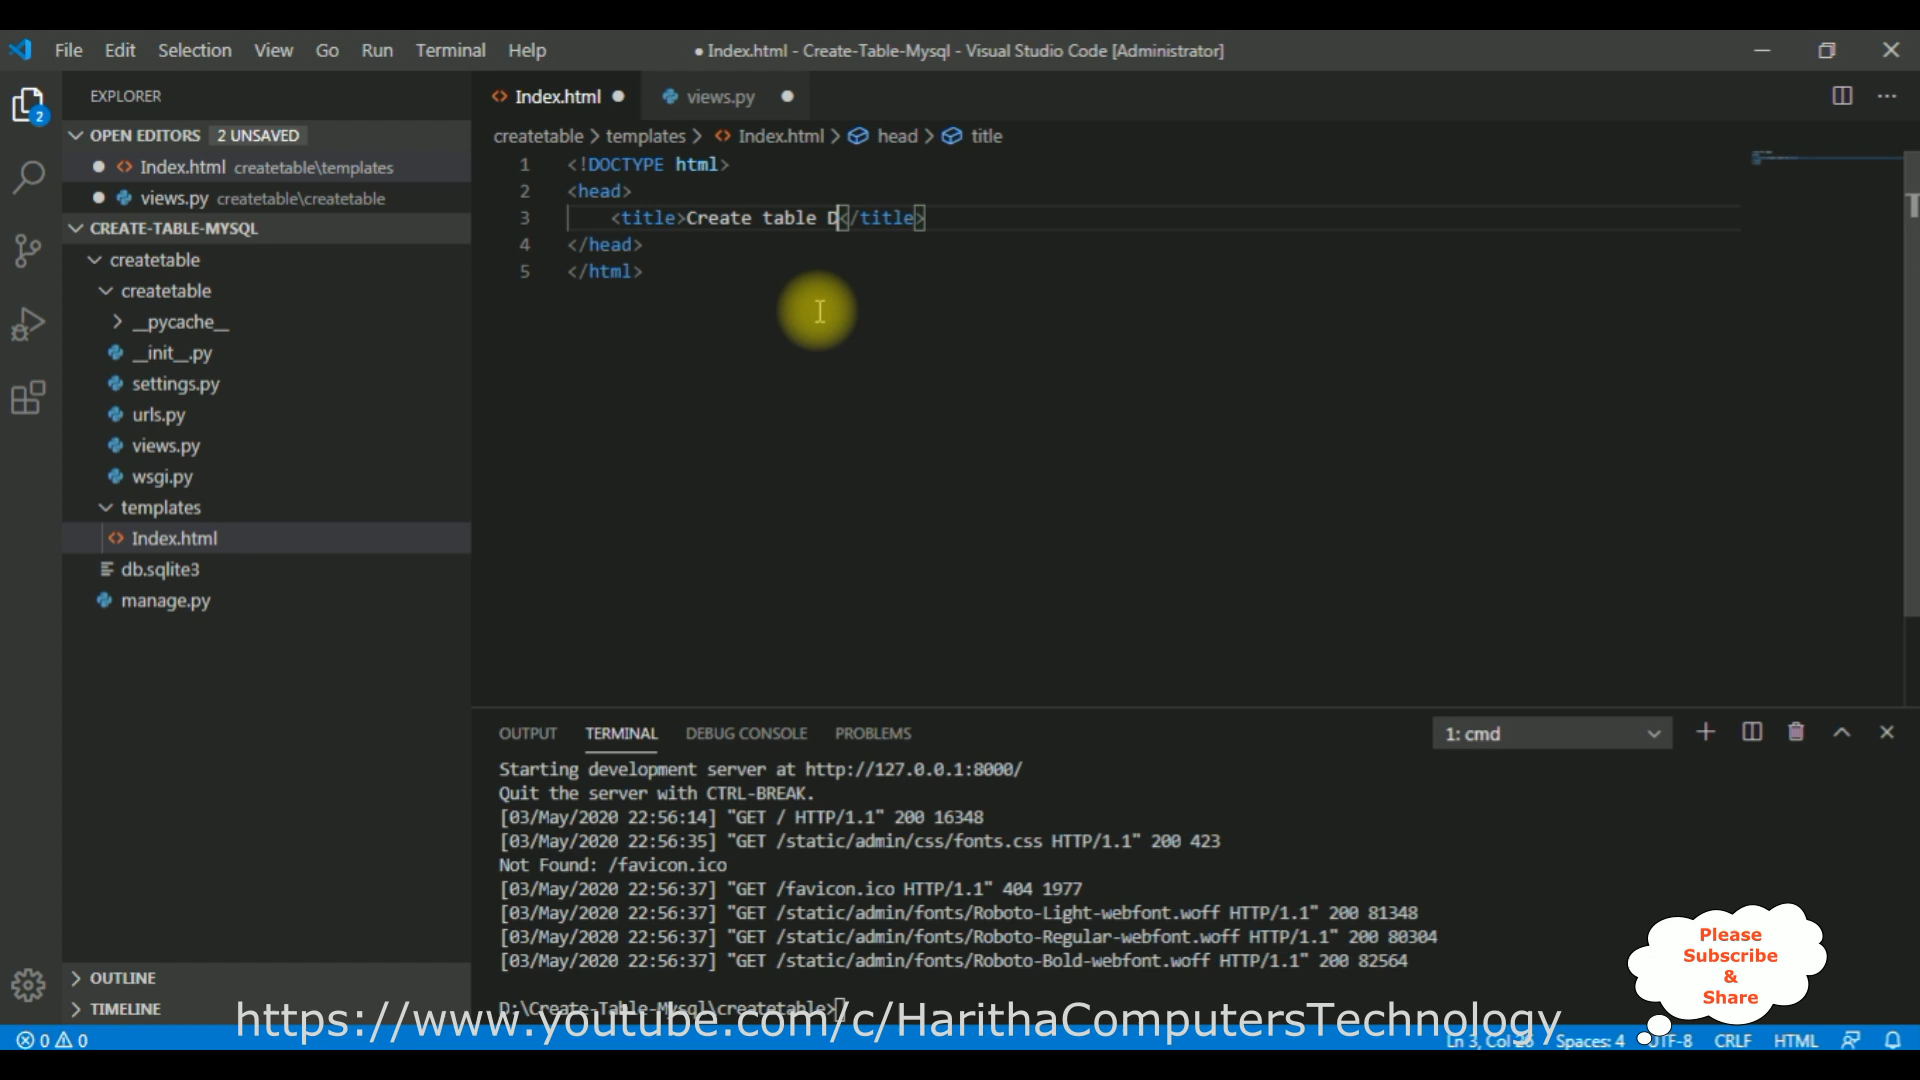 File Edit Selection View Go Run Terminal Help
● Index.html - Create-Table-Mysql - Visual Studio Code [Administrator]
EXPLORER
2
OPEN EDITORS 2 UNSAVED
Index.html createtable\templates
views.py createtable\createtable
CREATE-TABLE-MYSQL
createtable
createtable
__pycache__
__init__.py
settings.py
urls.py
views.py
wsgi.py
templates
Index.html
db.sqlite3
manage.py
OUTLINE
TIMELINE
Index.html views.py
createtable > templates > Index.html > head > title
1 <!DOCTYPE html>
2 <head>
3 <title>Create table D</title>
4 </head>
5 </html>
OUTPUT TERMINAL DEBUG CONSOLE PROBLEMS 1: cmd
Starting development server at http://127.0.0.1:8000/
Quit the server with CTRL-BREAK.
[03/May/2020 22:56:14] "GET / HTTP/1.1" 200 16348
[03/May/2020 22:56:35] "GET /static/admin/css/fonts.css HTTP/1.1" 200 423
Not Found: /favicon.ico
[03/May/2020 22:56:37] "GET /favicon.ico HTTP/1.1" 404 1977
[03/May/2020 22:56:37] "GET /static/admin/fonts/Roboto-Light-webfont.woff HTTP/1.1" 200 81348
[03/May/2020 22:56:37] "GET /static/admin/fonts/Roboto-Regular-webfont.woff HTTP/1.1" 200 80304
[03/May/2020 22:56:37] "GET /static/admin/fonts/Roboto-Bold-webfont.woff HTTP/1.1" 200 82564
D:\Create-Table-Mysql\createtable>
https://www.youtube.com/c/HarithaComputersTechnology
Please
Subscribe
&
Share
0 0 Ln 3, Col 26 Spaces: 4 UTF-8 CRLF HTML